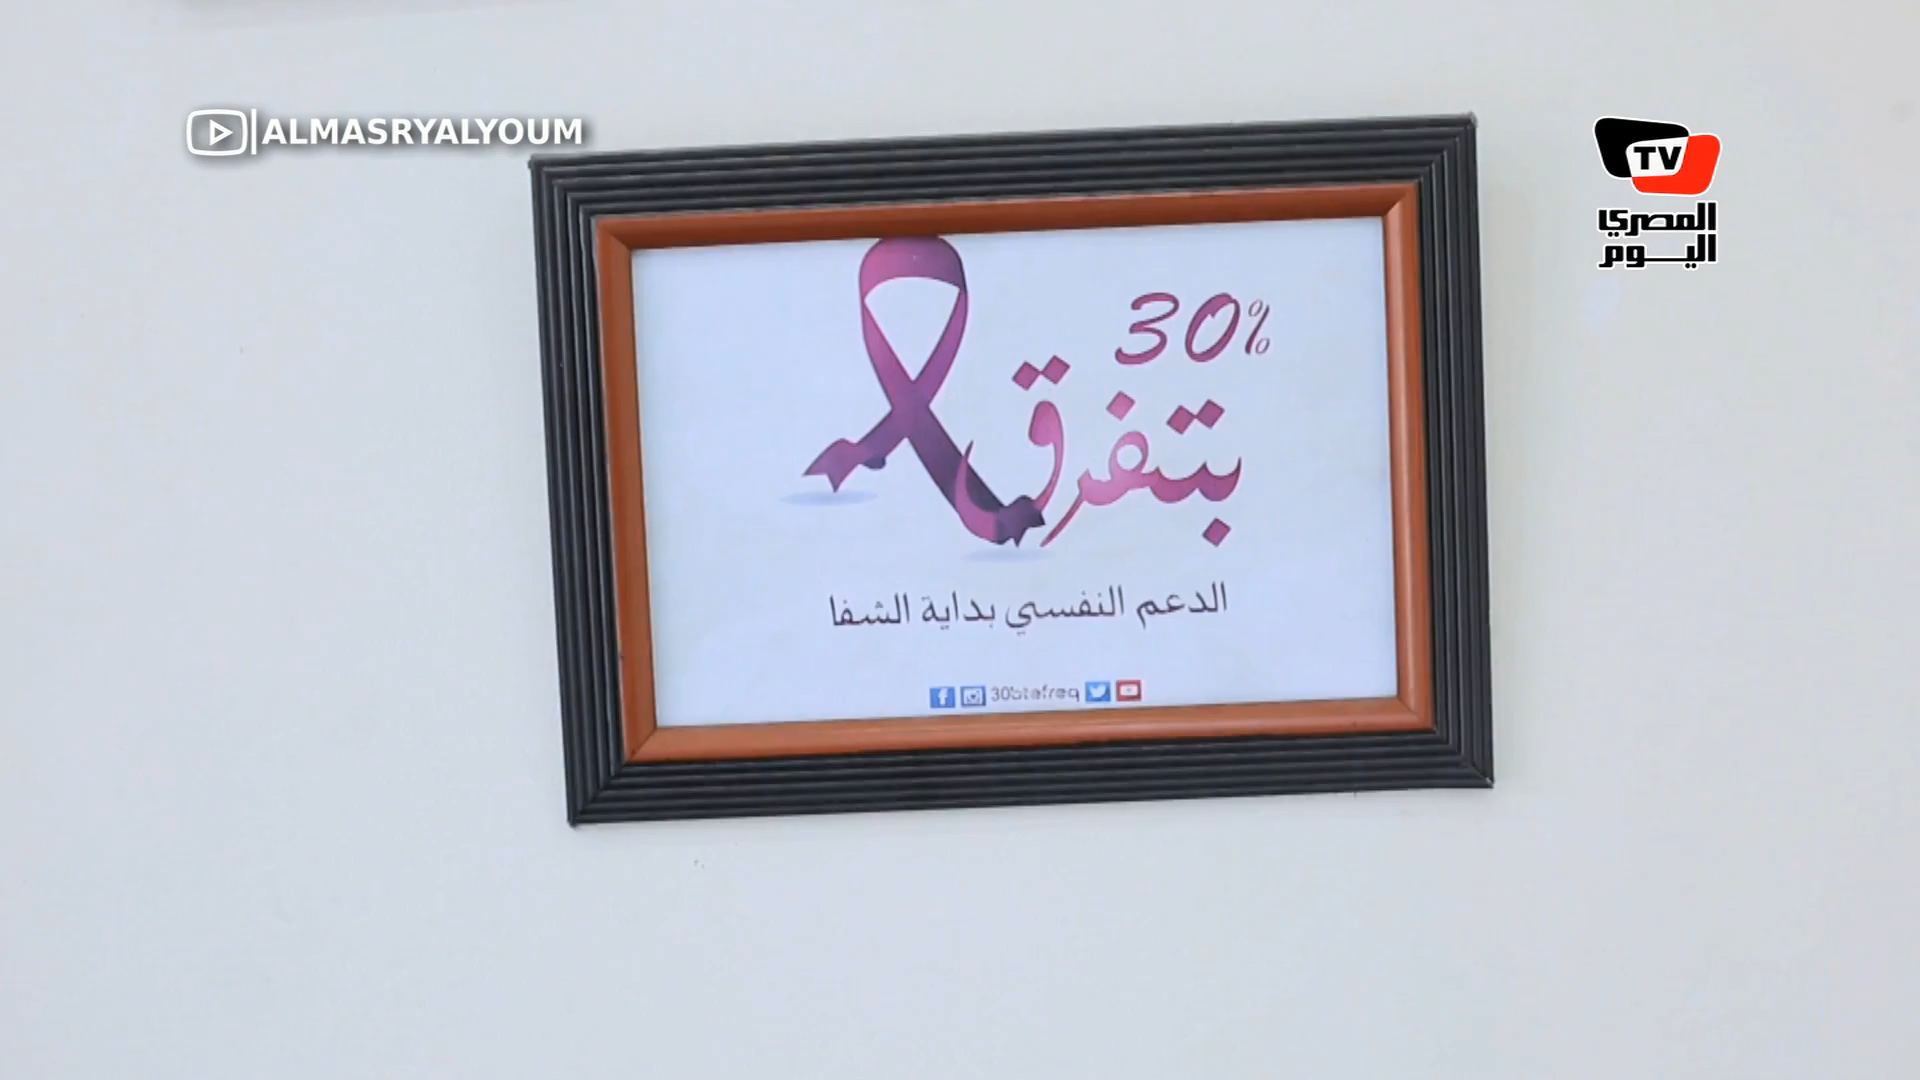 ALMASRYALYOUM
TV
المصري
اليوم
30%
بتفرق
الدعم النفسي بداية الشفا
30btefreq